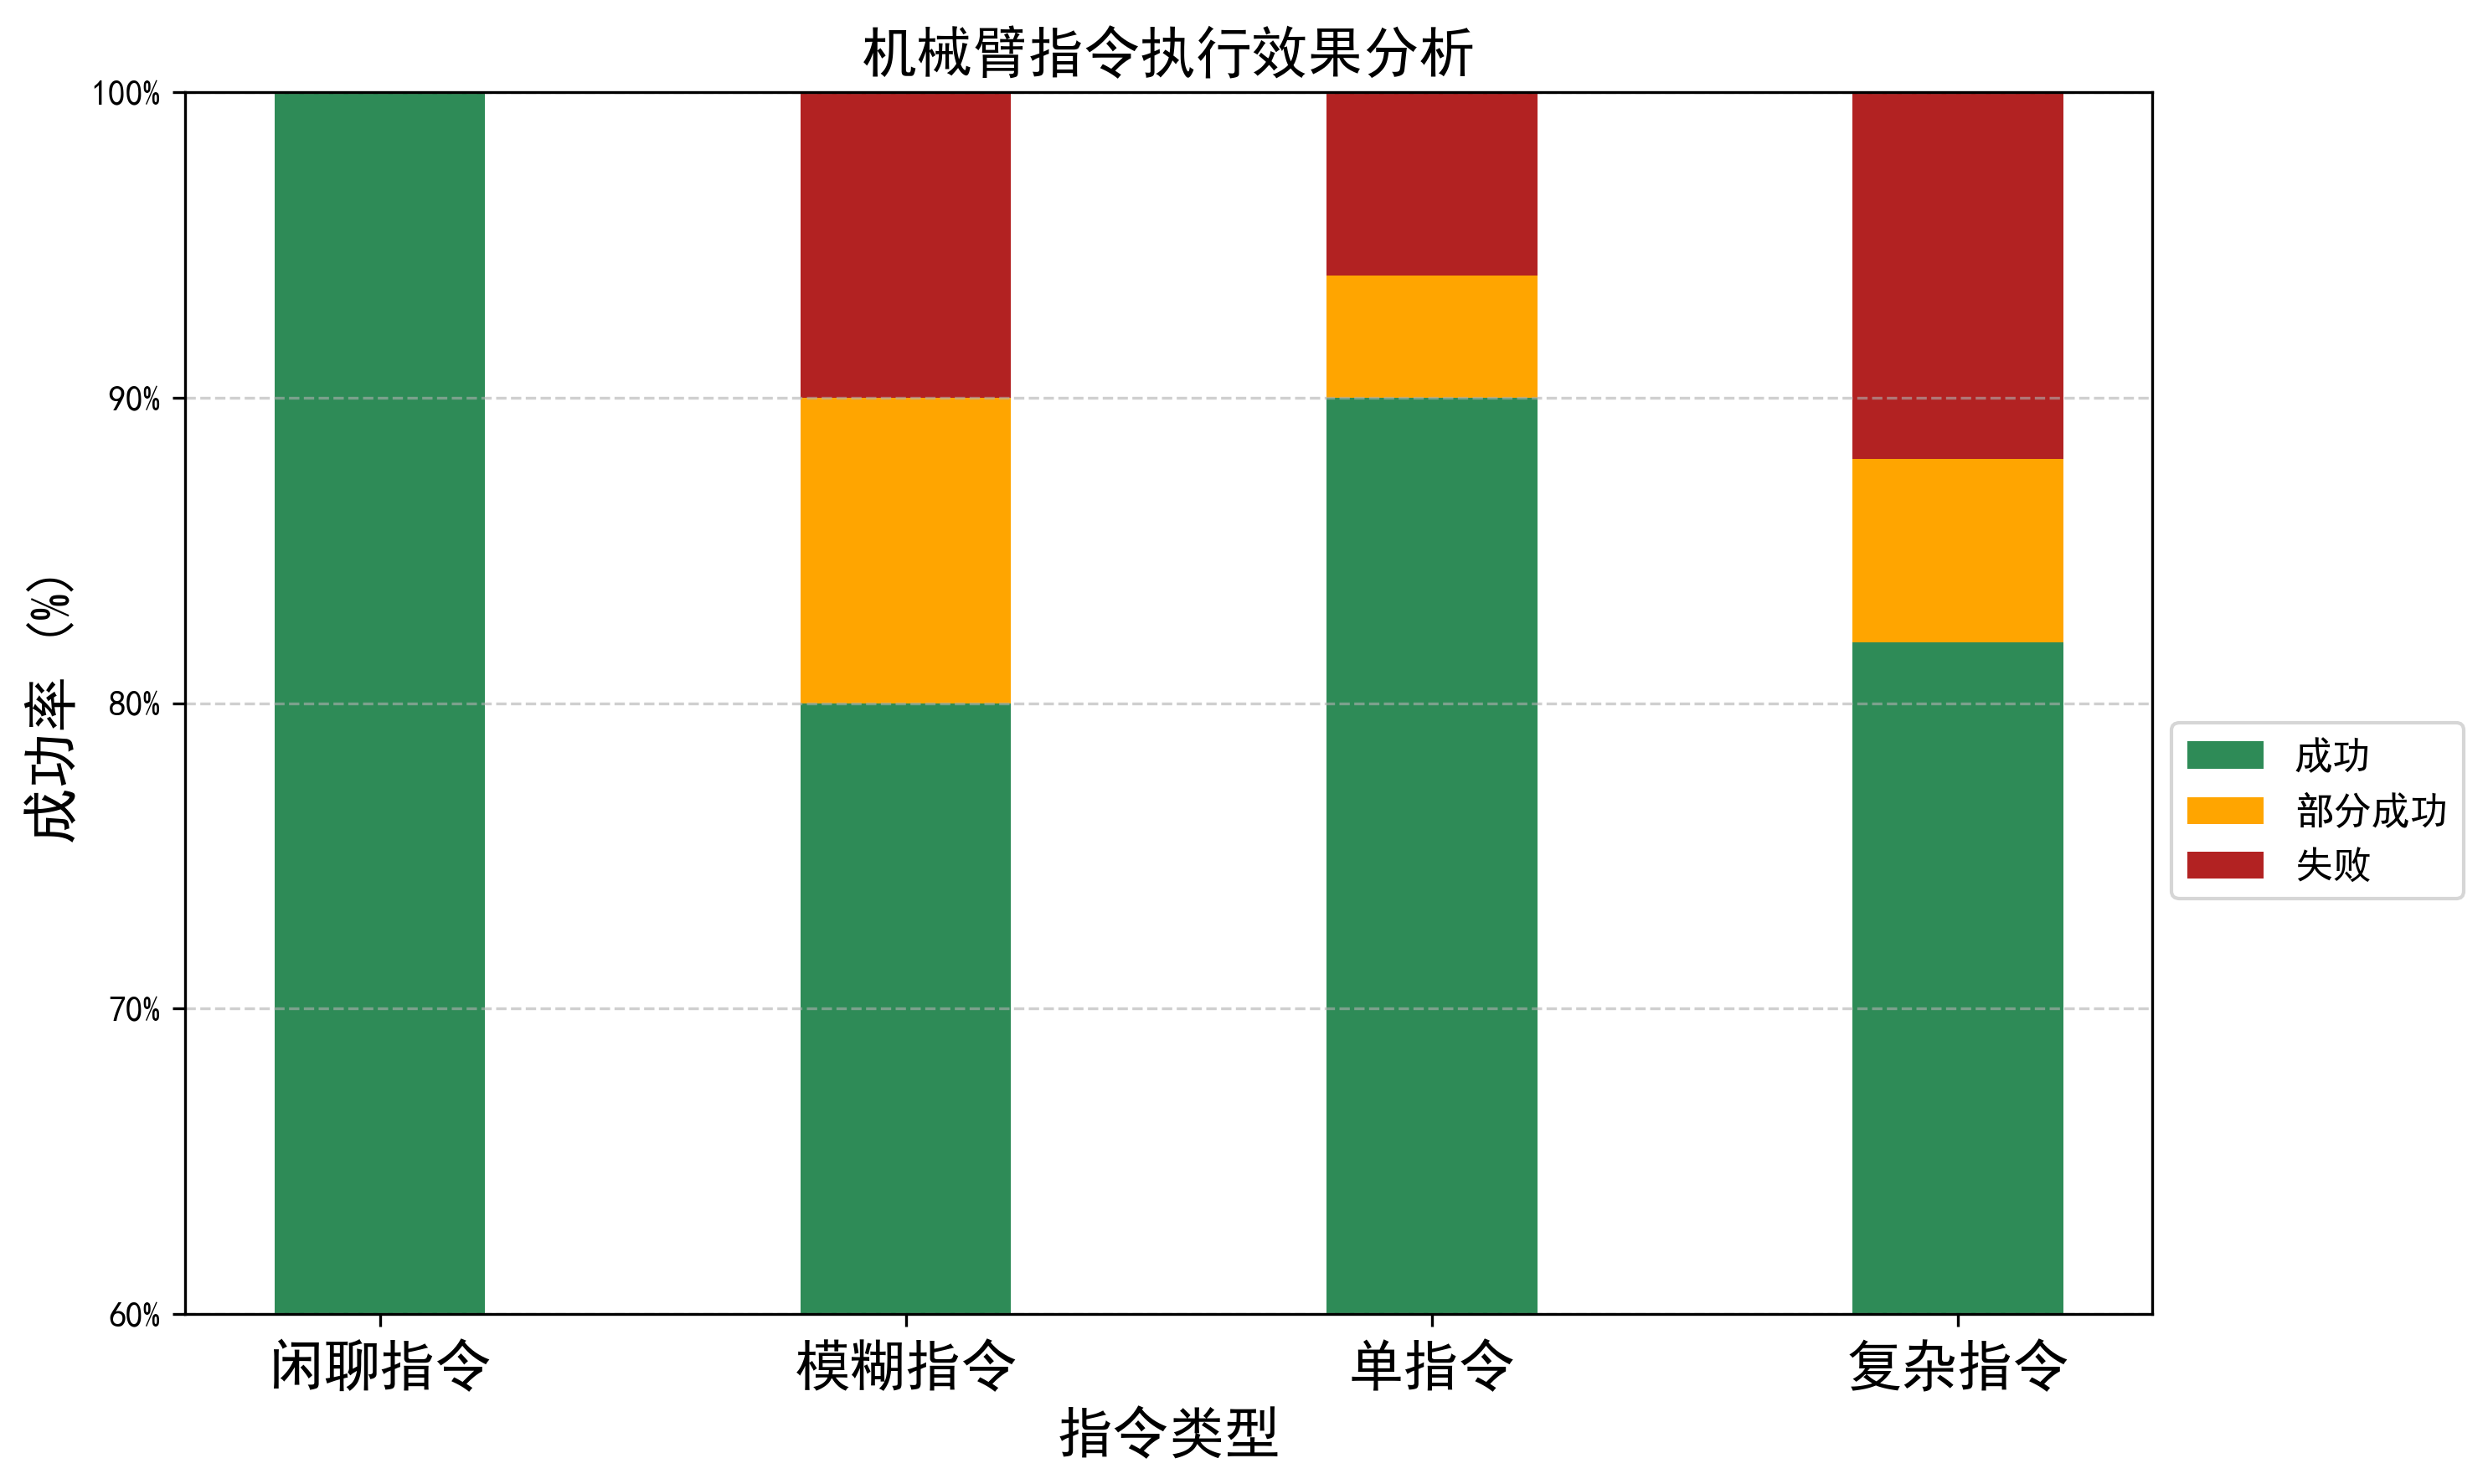 机械臂指令执行效果分析
成功率 (%)
100%
90%
80%
70%
60%
闲聊指令
模糊指令
单指令
复杂指令
指令类型
成功
部分成功
失败